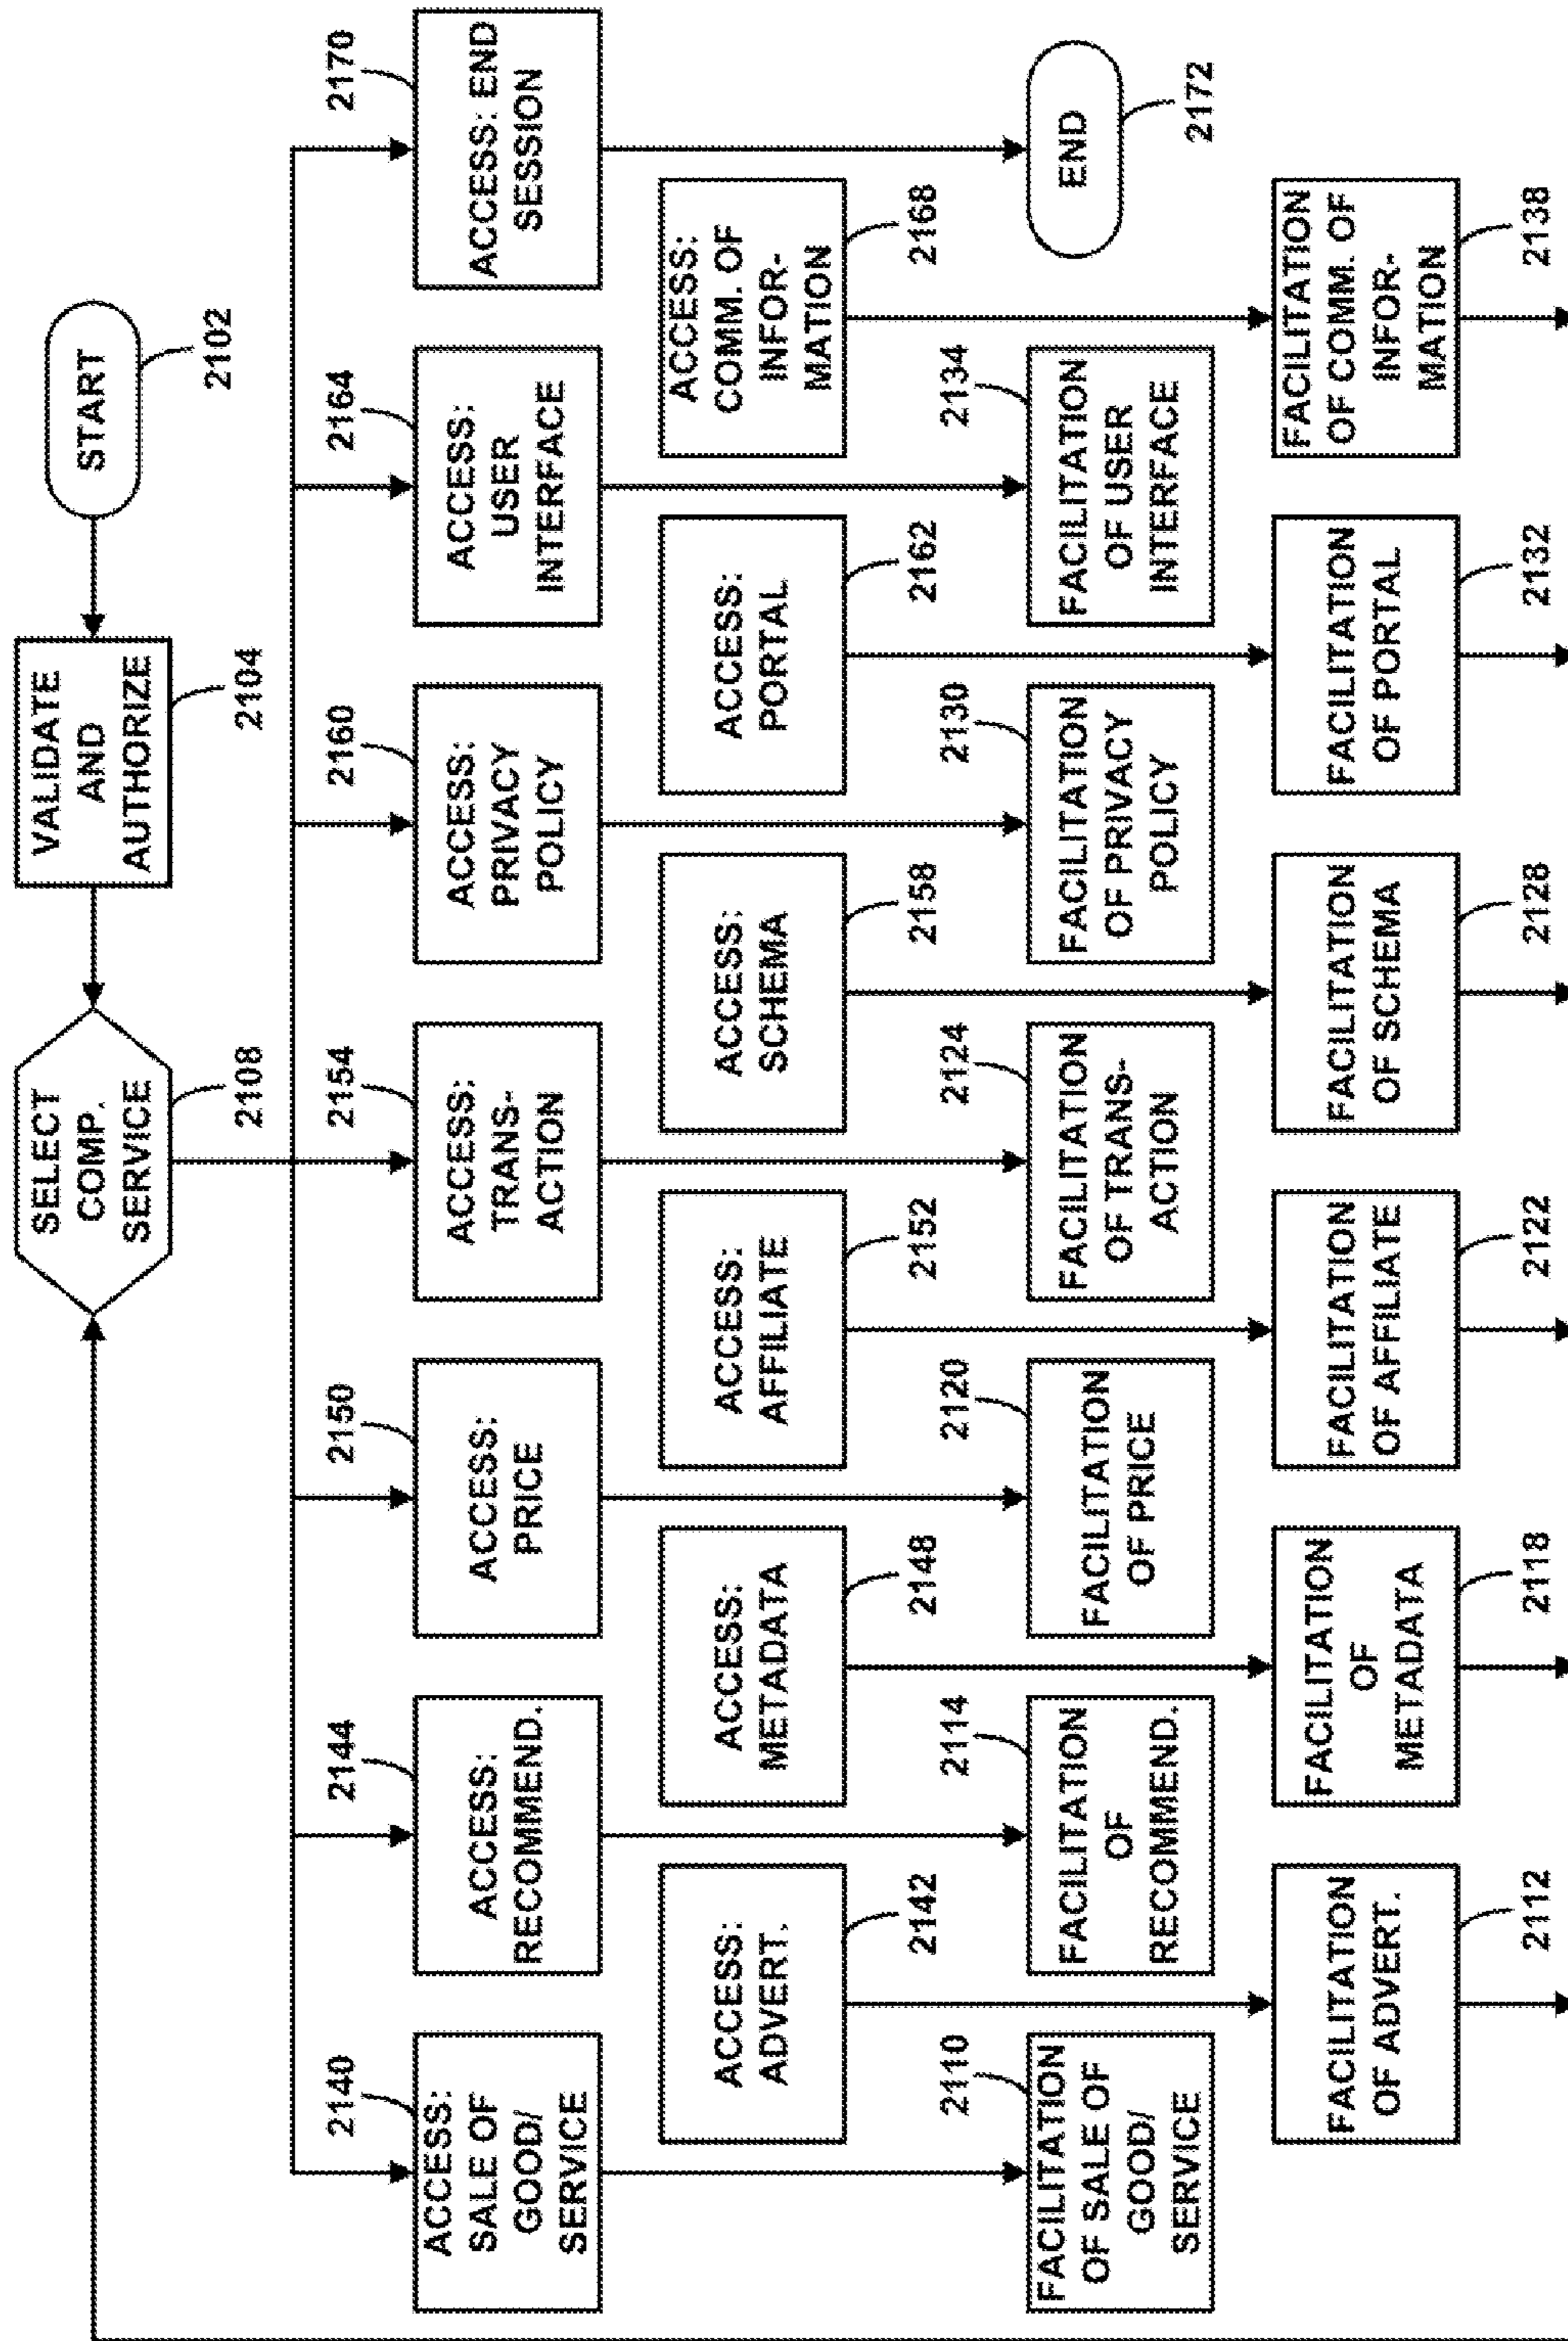 START
2102
VALIDATE
AND
AUTHORIZE
2104
SELECT
COMP.
SERVICE
2108
2140
ACCESS:
SALE OF
GOOD/
SERVICE
2144
ACCESS:
RECOMMEND.
2150
ACCESS:
PRICE
2154
ACCESS:
TRANS-
ACTION
2160
ACCESS:
PRIVACY
POLICY
2164
ACCESS:
USER
INTERFACE
2170
ACCESS: END
SESSION
ACCESS:
ADVERT.
2142
ACCESS:
METADATA
2148
ACCESS:
AFFILIATE
2152
ACCESS:
SCHEMA
2158
ACCESS:
PORTAL
2162
ACCESS:
COMM. OF
INFOR-
MATION
2168
2110
FACILITATION
OF SALE OF
GOOD/
SERVICE
2114
FACILITATION
OF
RECOMMEND.
2120
FACILITATION
OF PRICE
2124
FACILITATION
OF TRANS-
ACTION
2130
FACILITATION
OF PRIVACY
POLICY
2134
FACILITATION
OF USER
INTERFACE
END
2172
FACILITATION
OF ADVERT.
2112
FACILITATION
OF
METADATA
2118
FACILITATION
OF AFFILIATE
2122
FACILITATION
OF SCHEMA
2128
FACILITATION
OF PORTAL
2132
FACILITATION
OF COMM. OF
INFOR-
MATION
2138